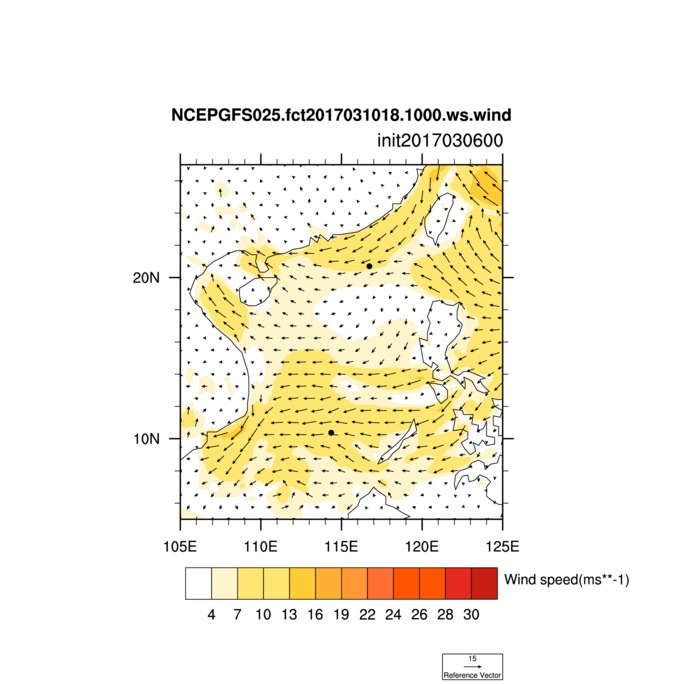 NCEPGFS025.fct2017031018.1000.ws.wind
init2017030600
20N
10N
105E 110E 115E 120E 125E
Wind speed(ms**-1)
4 7 10 13 16 19 22 24 26 28 30
15
Reference Vector